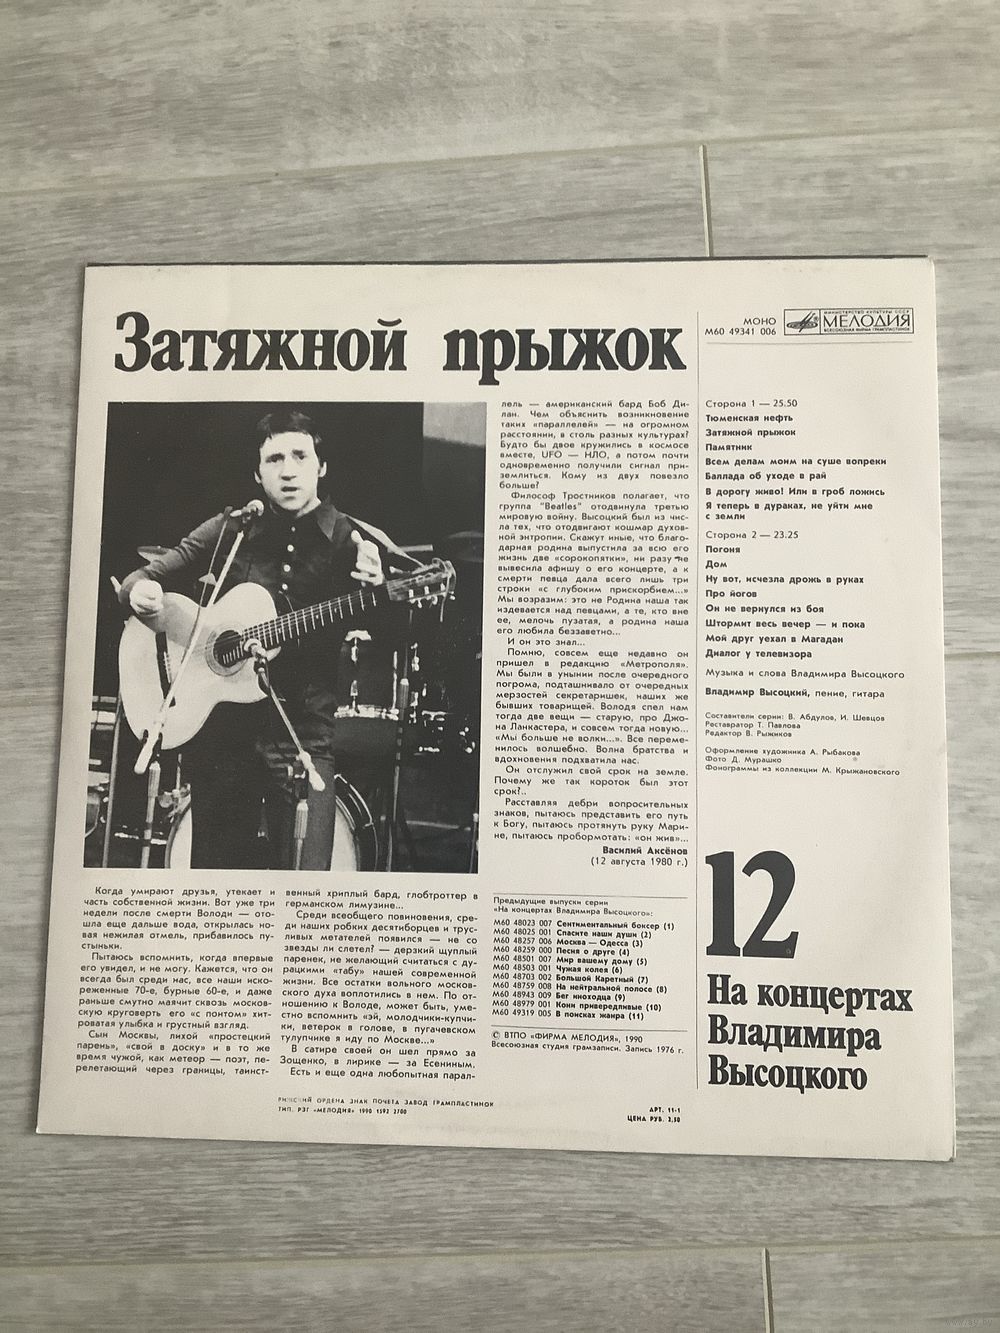 Затяжной прыжок
МОНО
М60 49341 006
МИНИСТЕРСТВО КУЛЬТУРЫ СССР
МЕЛОДИЯ
ВСЕСОЮЗНАЯ ФИРМА ГРАМПЛАСТИНОК
Когда умирают друзья, утекает и
часть собственной жизни. Вот уже три
недели после смерти Володи — ото-
шла еще дальше вода, открылась но-
вая нежилая отмель, прибавилось пу-
стыньки.
Пытаюсь вспомнить, когда впервые
его увидел, и не могу. Кажется, что он
всегда был среди нас, все наши иско-
реженные 70-е, бурные 60-е, и даже
раньше смутно маячит сквозь москов-
скую круговерть его «с понтом» хит-
роватая улыбка и грустный взгляд.
Сын Москвы, лихой «простецкий
парень», «свой в доску» и в то же
время чужой, как метеор — поэт, пе-
релетающий через границы, таинст-
венный хриплый бард, глобтроттер в
германском лимузине...
Среди всеобщего повиновения, сре-
ди наших робких десятиборцев и трус-
ливых метателей появился — не со
звезды ли слетел? — дерзкий щуплый
паренек, не желающий считаться с ду-
рацкими «табу» нашей современной
жизни. Все остатки вольного москов-
ского духа воплотились в нем. По от-
ношению к Володе, может быть, уме-
стно вспомнить «эй, молодчики-купчи-
ки, ветерок в голове, в пугачевском
тулупчике я иду по Москве...»
В сатире своей он шел прямо за
Зощенко, в лирике — за Есениным.
Есть и еще одна любопытная парал-
лель — американский бард Боб Ди-
лан. Чем объяснить возникновение
таких «параллелей» — на огромном
расстоянии, в столь разных культурах?
Будто бы двое кружились в космосе
вместе, UFO — НЛО, а потом почти
одновременно получили сигнал при-
землиться. Кому из двух повезло
больше?
Философ Тростников полагает, что
группа "Beatles" отодвинула третью
мировую войну. Высоцкий был из чис-
ла тех, что отодвигают кошмар духов-
ной энтропии. Скажут иные, что благо-
дарная родина выпустила за всю его
жизнь две «сорокопятки», ни разу не
вывесила афишу о его концерте, а к
смерти певца дала всего лишь три
строки «с глубоким прискорбием...»
Мы возразим: это не Родина наша так
издевается над певцами, а те, кто вне
ее, мелочь пузатая, а родина наша
его любила беззаветно...
И он это знал...
Помню, совсем еще недавно он
пришел в редакцию «Метрополя».
Мы были в унынии после очередного
погрома, подташнивало от очередных
мерзостей секретаришек, наших же
бывших товарищей. Володя спел нам
тогда две вещи — старую, про Джо-
на Ланкастера, и совсем тогда новую...
«Мы больше не волки...». Все переме-
нилось волшебно. Волна братства и
вдохновения подхватила нас.
Он отслужил свой срок на земле.
Почему же так короток был этот
срок?..
Расставляя дебри вопросительных
знаков, пытаюсь представить его путь
к Богу, пытаюсь протянуть руку Мари-
не, пытаюсь пробормотать: «он жив»...
Василий Аксёнов
(12 августа 1980 г.)
Предыдущие выпуски серии
«На концертах Владимира Высоцкого»:
М60 48023 007 Сентиментальный боксер (1)
М60 48025 001 Спасите наши души (2)
М60 48257 006 Москва — Одесса (3)
М60 48259 000 Песня о друге (4)
М60 48501 007 Мир вашему дому (5)
М60 48503 001 Чужая колея (6)
М60 48703 002 Большой Каретный (7)
М60 48759 008 На нейтральной полосе (8)
М60 48943 009 Бег иноходца (9)
М60 48979 001 Кони привередливые (10)
М60 49319 005 В поисках жанра (11)
© ВТПО «ФИРМА МЕЛОДИЯ», 1990
Всесоюзная студия грамзаписи. Запись 1976 г.
РИЖСКИЙ ОРДЕНА ЗНАК ПОЧЕТА ЗАВОД ГРАМПЛАСТИНОК
ТИП. РЗГ «МЕЛОДИЯ» 1990 1592 2700
АРТ. 11-1
ЦЕНА РУБ. 2,50
Сторона 1 — 25.50
Тюменская нефть
Затяжной прыжок
Памятник
Всем делам моим на суше вопреки
Баллада об уходе в рай
В дорогу живо! Или в гроб ложись
Я теперь в дураках, не уйти мне
с земли
Сторона 2 — 23.25
Погоня
Дом
Ну вот, исчезла дрожь в руках
Про йогов
Он не вернулся из боя
Штормит весь вечер — и пока
Мой друг уехал в Магадан
Диалог у телевизора
Музыка и слова Владимира Высоцкого
Владимир Высоцкий, пение, гитара
Составители серии: В. Абдулов, И. Шевцов
Реставратор Т. Павлова
Редактор В. Рыжиков
Оформление художника А. Рыбакова
Фото Д. Мурашко
Фонограммы из коллекции М. Крыжановского
12
На концертах
Владимира
Высоцкого